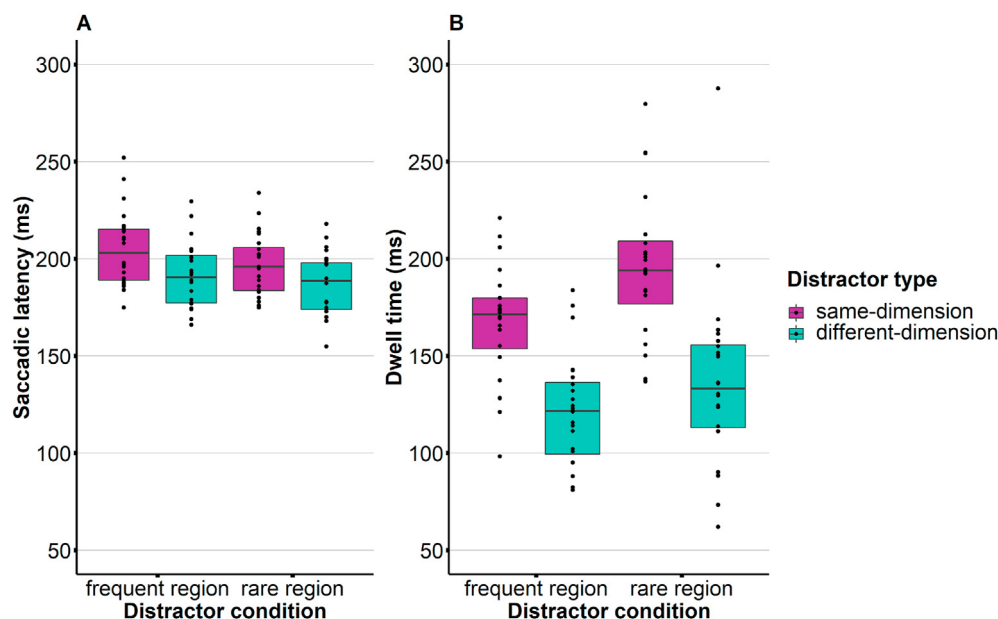 A
B
300
250
200
150
100
50
Saccadic latency (ms)
frequent region rare region
Distractor condition
300
250
200
150
100
50
Dwell time (ms)
frequent region rare region
Distractor condition
Distractor type
same-dimension
different-dimension